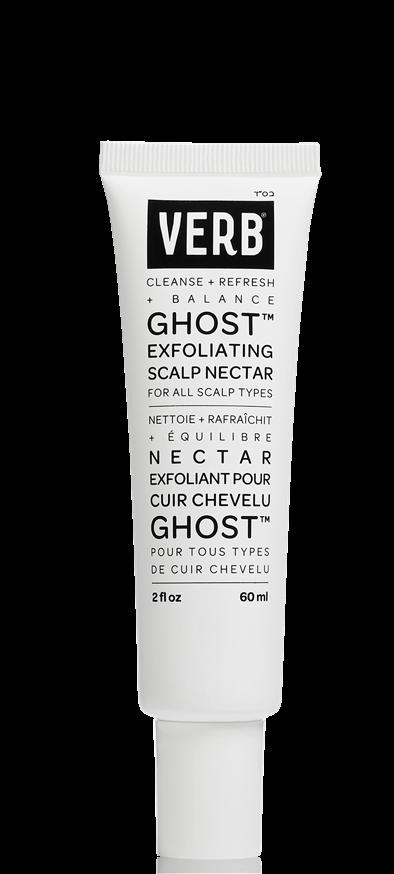 בס"ד
VERB®
CLEANSE + REFRESH
+ BALANCE
GHOST™
EXFOLIATING
SCALP NECTAR
FOR ALL SCALP TYPES
NETTOIE + RAFRAÎCHIT
+ ÉQUILIBRE
NECTAR
EXFOLIANT POUR
CUIR CHEVELU
GHOST™
POUR TOUS TYPES
DE CUIR CHEVELU
2 fl oz 60 ml